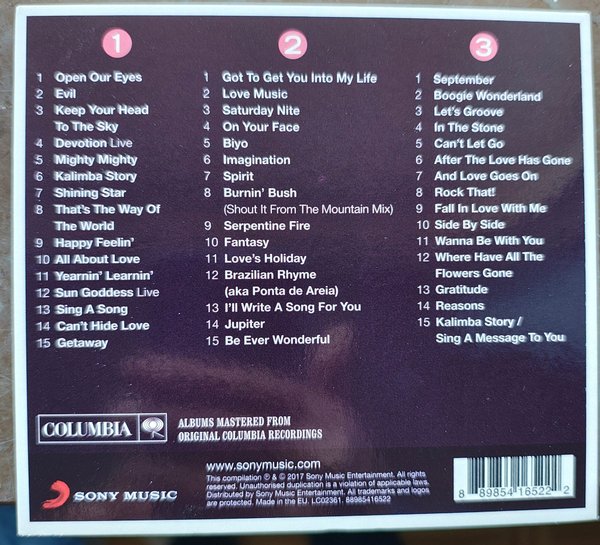 1
1 Open Our Eyes
2 Evil
3 Keep Your Head
To The Sky
4 Devotion Live
5 Mighty Mighty
6 Kalimba Story
7 Shining Star
8 That's The Way Of
The World
9 Happy Feelin'
10 All About Love
11 Yearnin' Learnin'
12 Sun Goddess Live
13 Sing A Song
14 Can't Hide Love
15 Getaway
2
1 Got To Get You Into My Life
2 Love Music
3 Saturday Nite
4 On Your Face
5 Biyo
6 Imagination
7 Spirit
8 Burnin' Bush
(Shout It From The Mountain Mix)
9 Serpentine Fire
10 Fantasy
11 Love's Holiday
12 Brazilian Rhyme
(aka Ponta de Areia)
13 I'll Write A Song For You
14 Jupiter
15 Be Ever Wonderful
3
1 September
2 Boogie Wonderland
3 Let's Groove
4 In The Stone
5 Can't Let Go
6 After The Love Has Gone
7 And Love Goes On
8 Rock That!
9 Fall In Love With Me
10 Side By Side
11 Wanna Be With You
12 Where Have All The
Flowers Gone
13 Gratitude
14 Reasons
15 Kalimba Story /
Sing A Message To You
COLUMBIA
ALBUMS MASTERED FROM
ORIGINAL COLUMBIA RECORDINGS
SONY MUSIC
www.sonymusic.com
This compilation ℗ & © 2017 Sony Music Entertainment. All rights
reserved. Unauthorised duplication is a violation of applicable laws.
Distributed by Sony Music Entertainment. All trademarks and logos
are protected. Made in the EU. LC02361. 88985416522
8 89854 16522 2